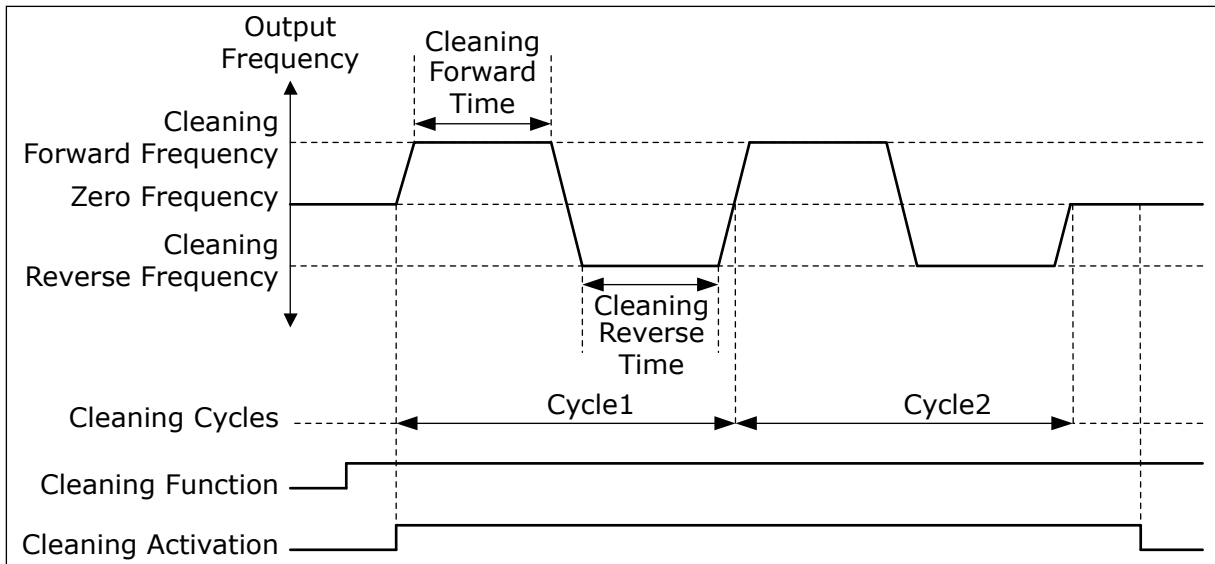 Output
Frequency
Cleaning
Forward
Time
Cleaning
Forward Frequency
Zero Frequency
Cleaning
Reverse Frequency
Cleaning
Reverse
Time
Cleaning Cycles
Cycle1
Cycle2
Cleaning Function
Cleaning Activation